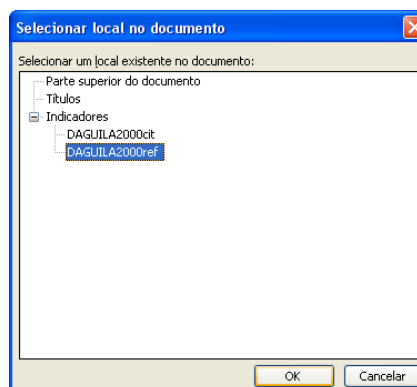 Selecionar local no documento
Selecionar um local existente no documento:
Parte superior do documento
Títulos
Indicadores
DAGUILA2000cit
DAGUILA2000ref
OK Cancelar